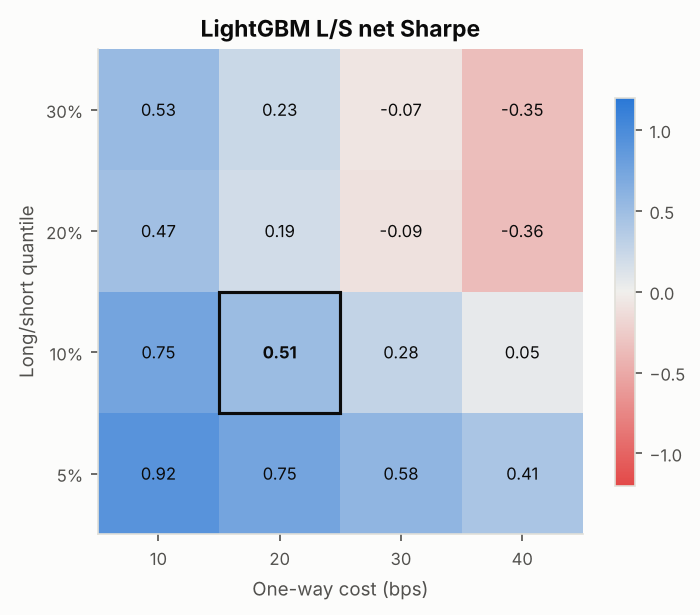 LightGBM L/S net Sharpe
30% 0.53 0.23 -0.07 -0.35
20% 0.47 0.19 -0.09 -0.36
10% 0.75 0.51 0.28 0.05
5% 0.92 0.75 0.58 0.41
10 20 30 40
One-way cost (bps)
Long/short quantile
1.0
0.5
0.0
−0.5
−1.0